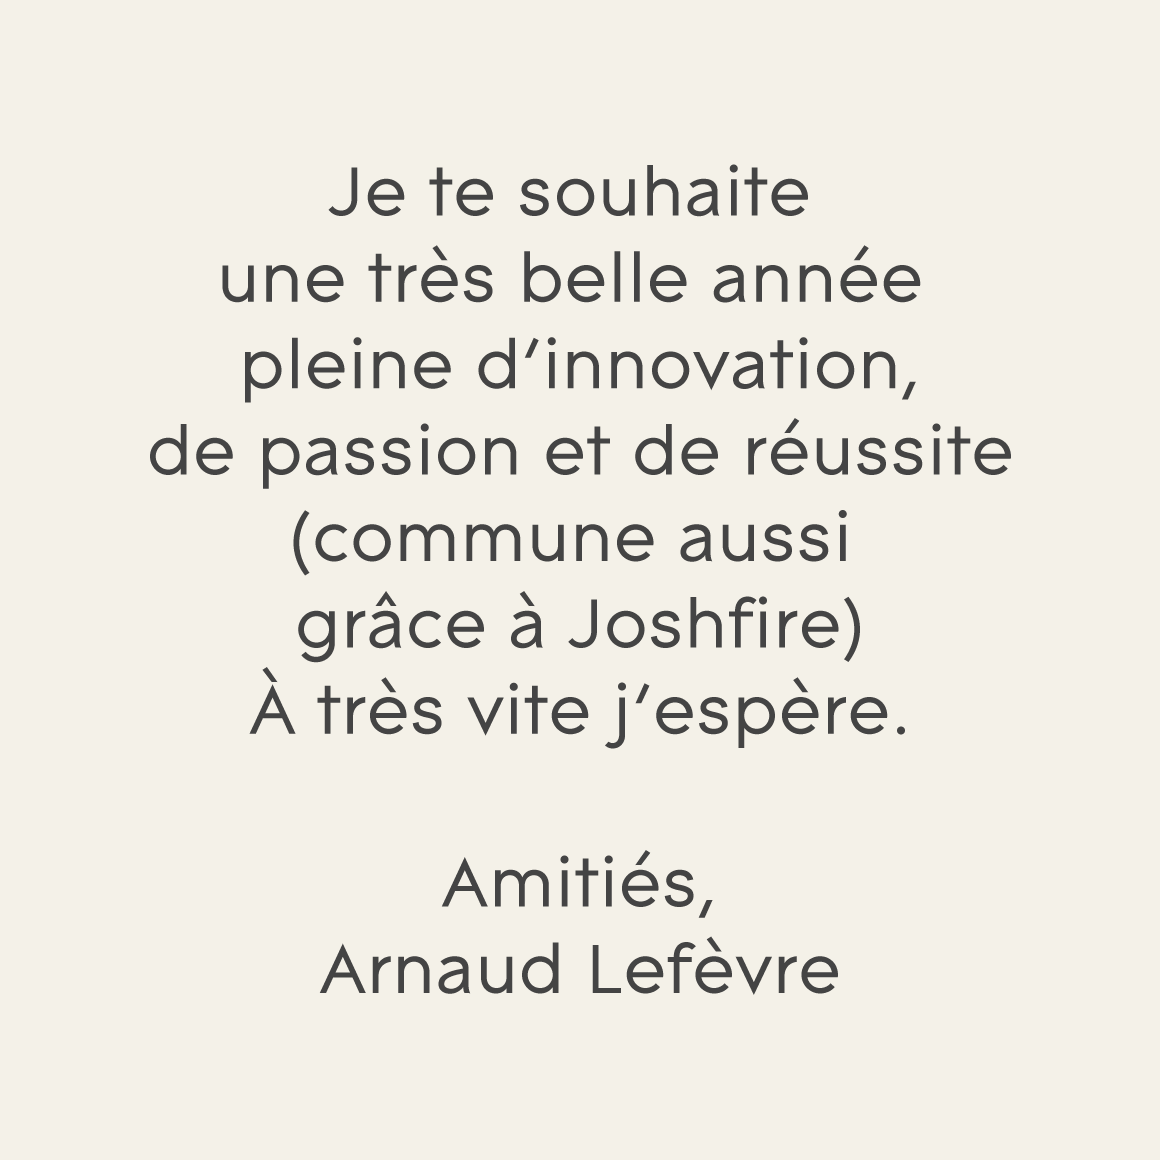 Je te souhaite
une très belle année
pleine d’innovation,
de passion et de réussite
(commune aussi
grâce à Joshfire)
À très vite j’espère.
Amitiés,
Arnaud Lefèvre